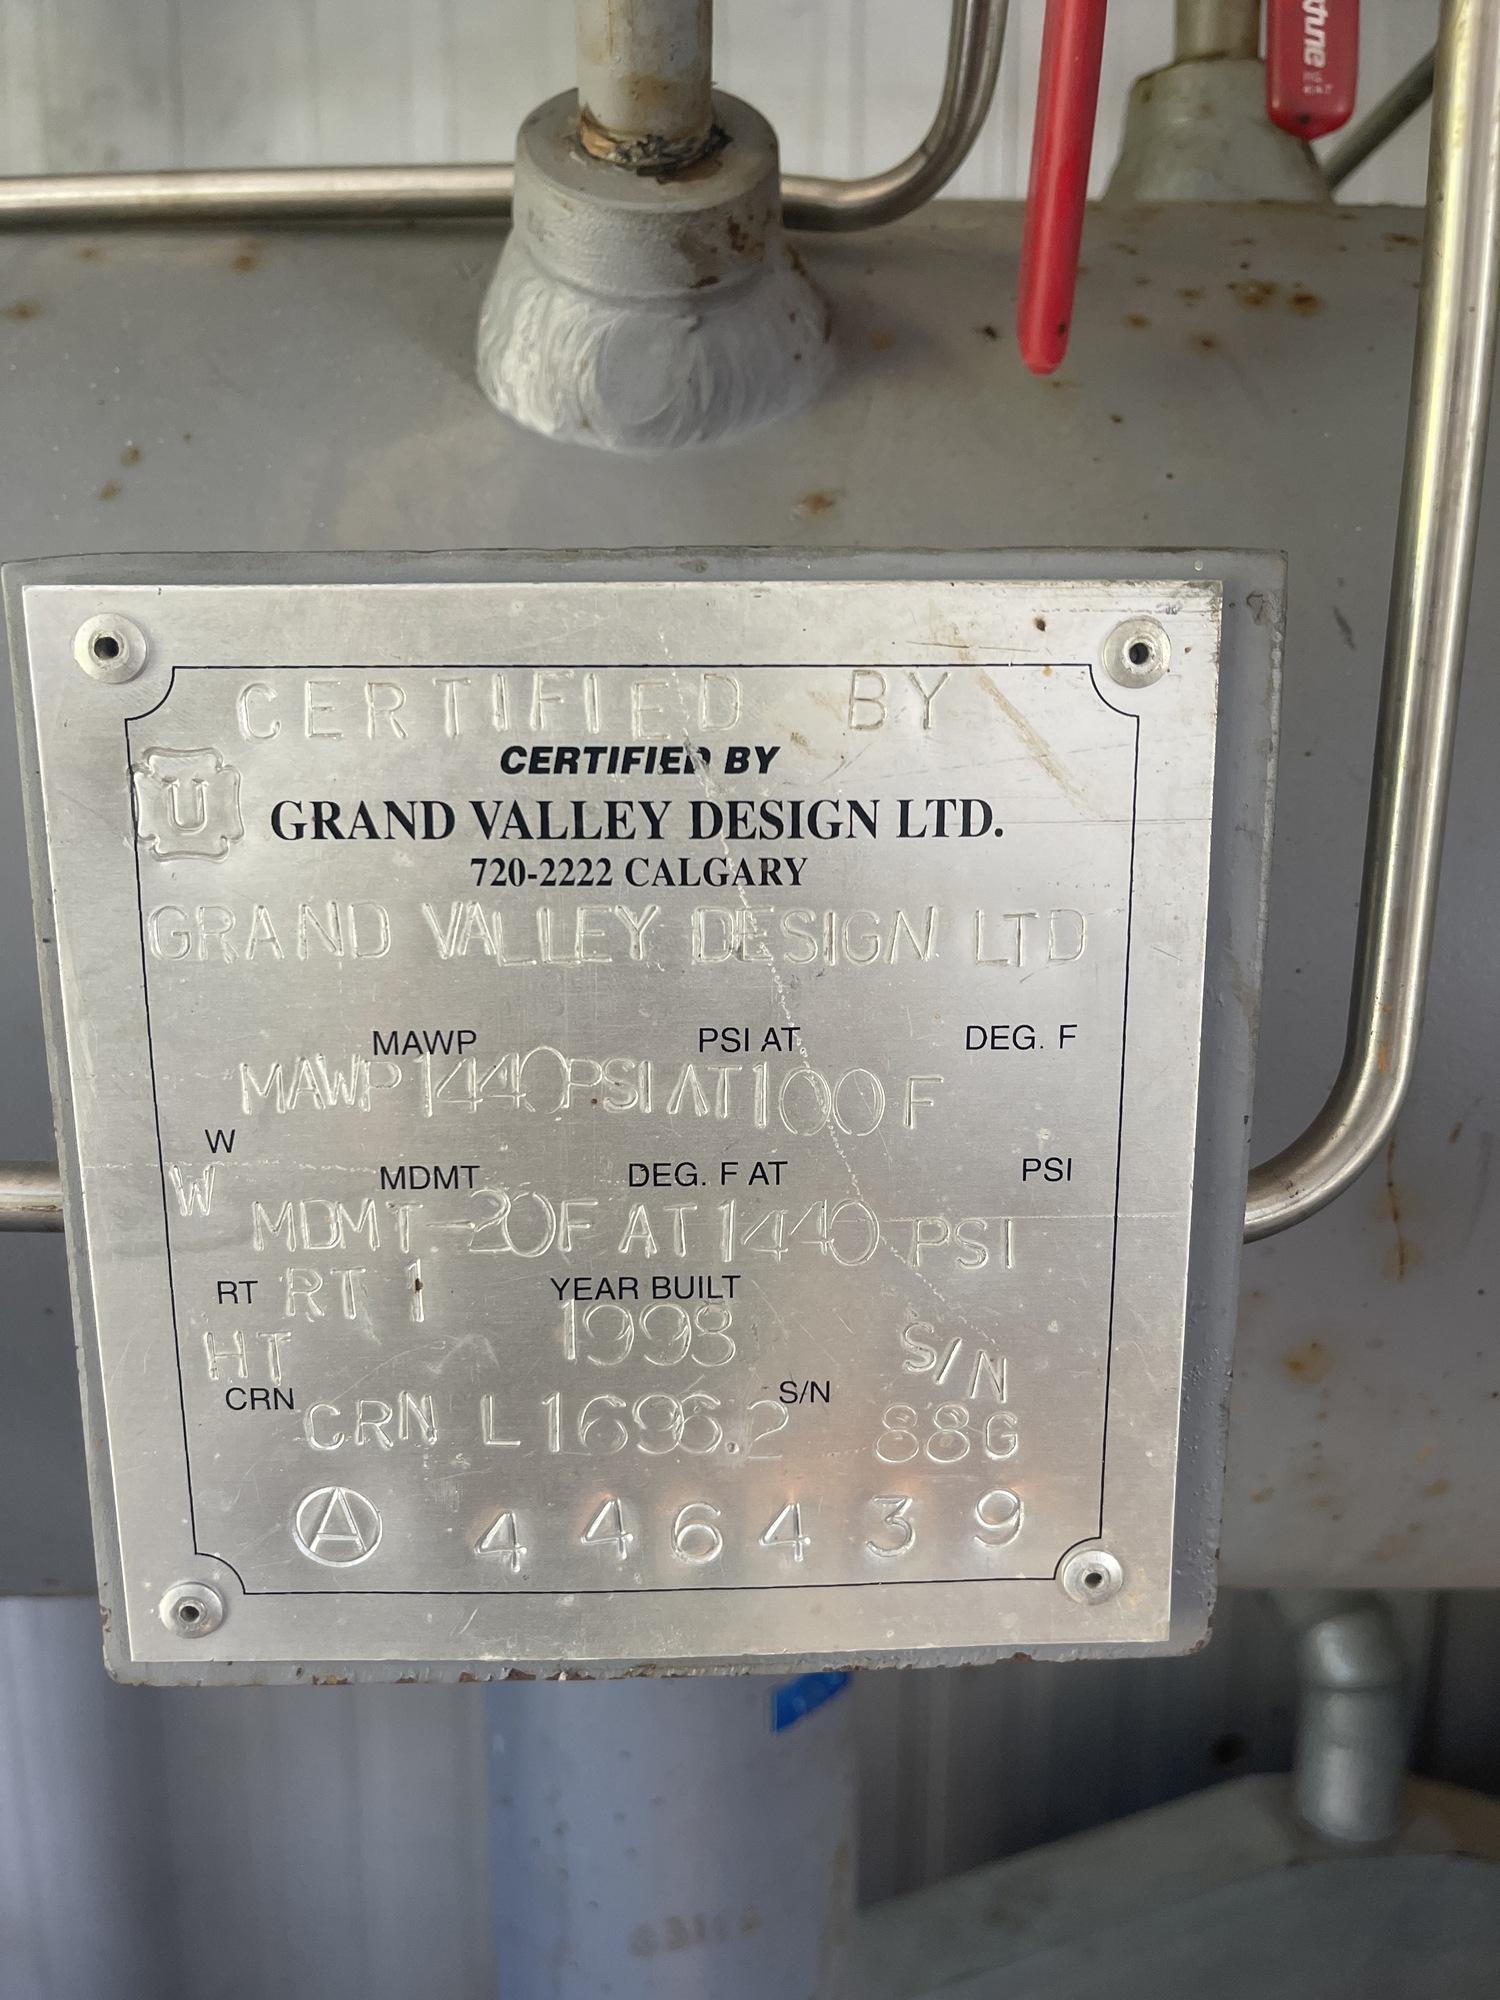 CERTIFIED BY
CERTIFIED BY
U
GRAND VALLEY DESIGN LTD.
720-2222 CALGARY
GRAND VALLEY DESIGN LTD
MAWP PSI AT DEG. F
MAWP 1440 PSI AT 100 F
W
W
MDMT DEG. F AT PSI
MDMT -20F AT 1440 PSI
RT RT 1 YEAR BUILT
HT 1998 S/N
CRN S/N
CRN L1696.2 88G
A 446439